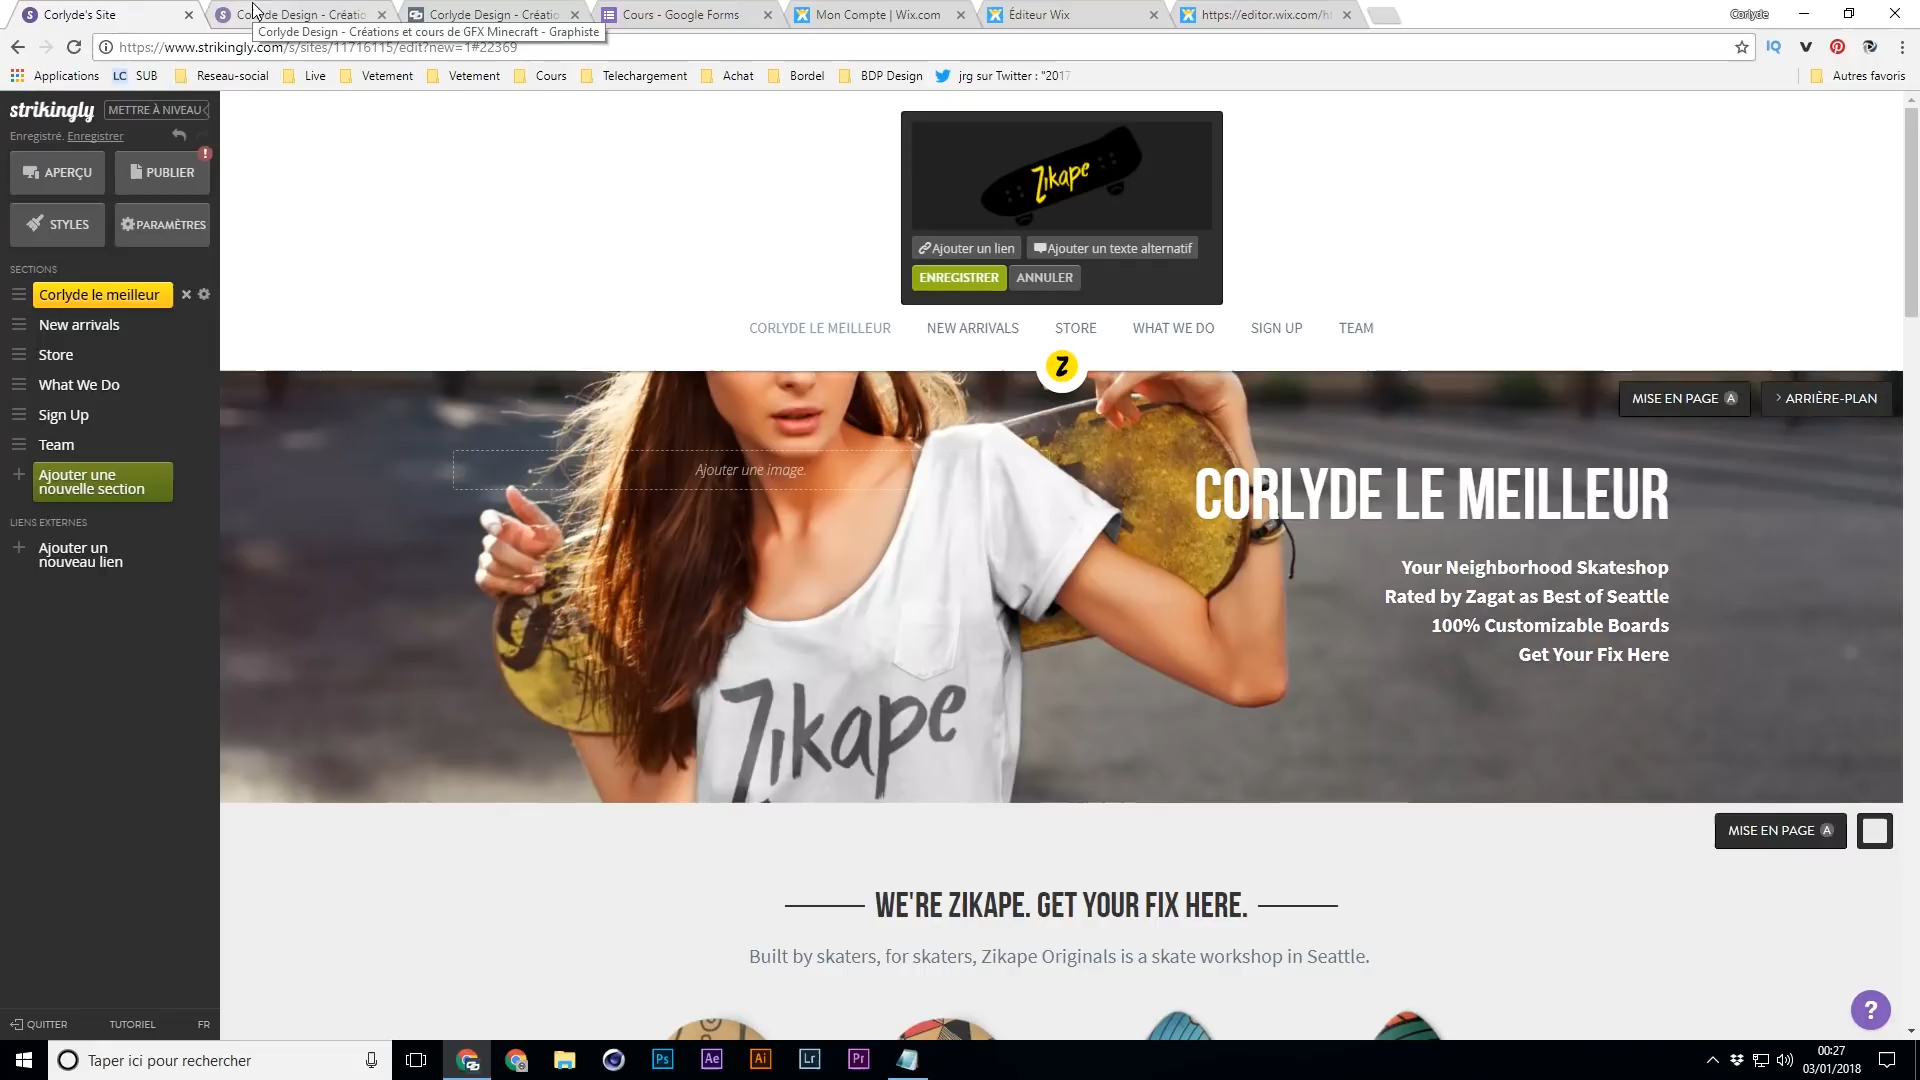 Corlyde's Site
Corlyde Design - Créatio
Corlyde Design - Créatio
Cours - Google Forms
Mon Compte | Wix.com
Éditeur Wix
https://editor.wix.com/h
Corlyde
Corlyde Design - Créations et cours de GFX Minecraft - Graphiste
https://www.strikingly.com/s/sites/11716115/edit?new=1#22369
Applications
LC SUB
Reseau-social
Live
Vetement
Vetement
Cours
Telechargement
Achat
Bordel
BDP Design
jrg sur Twitter : "2017
Autres favoris
strikingly
METTRE À NIVEAU
Enregistré. Enregistrer
APERÇU
PUBLIER
!
STYLES
PARAMÈTRES
SECTIONS
Corlyde le meilleur
New arrivals
Store
What We Do
Sign Up
Team
Ajouter une
nouvelle section
LIENS EXTERNES
Ajouter un
nouveau lien
QUITTER
TUTORIEL
FR
Zikape
Ajouter un lien
Ajouter un texte alternatif
ENREGISTRER
ANNULER
CORLYDE LE MEILLEUR
NEW ARRIVALS
STORE
WHAT WE DO
SIGN UP
TEAM
Z
MISE EN PAGE A
ARRIÈRE-PLAN
Ajouter une image.
CORLYDE LE MEILLEUR
Your Neighborhood Skateshop
Rated by Zagat as Best of Seattle
100% Customizable Boards
Get Your Fix Here
Zikape
MISE EN PAGE A
WE'RE ZIKAPE. GET YOUR FIX HERE.
Built by skaters, for skaters, Zikape Originals is a skate workshop in Seattle.
?
Taper ici pour rechercher
Ps
Ae
Ai
Lr
Pr
00:27
03/01/2018